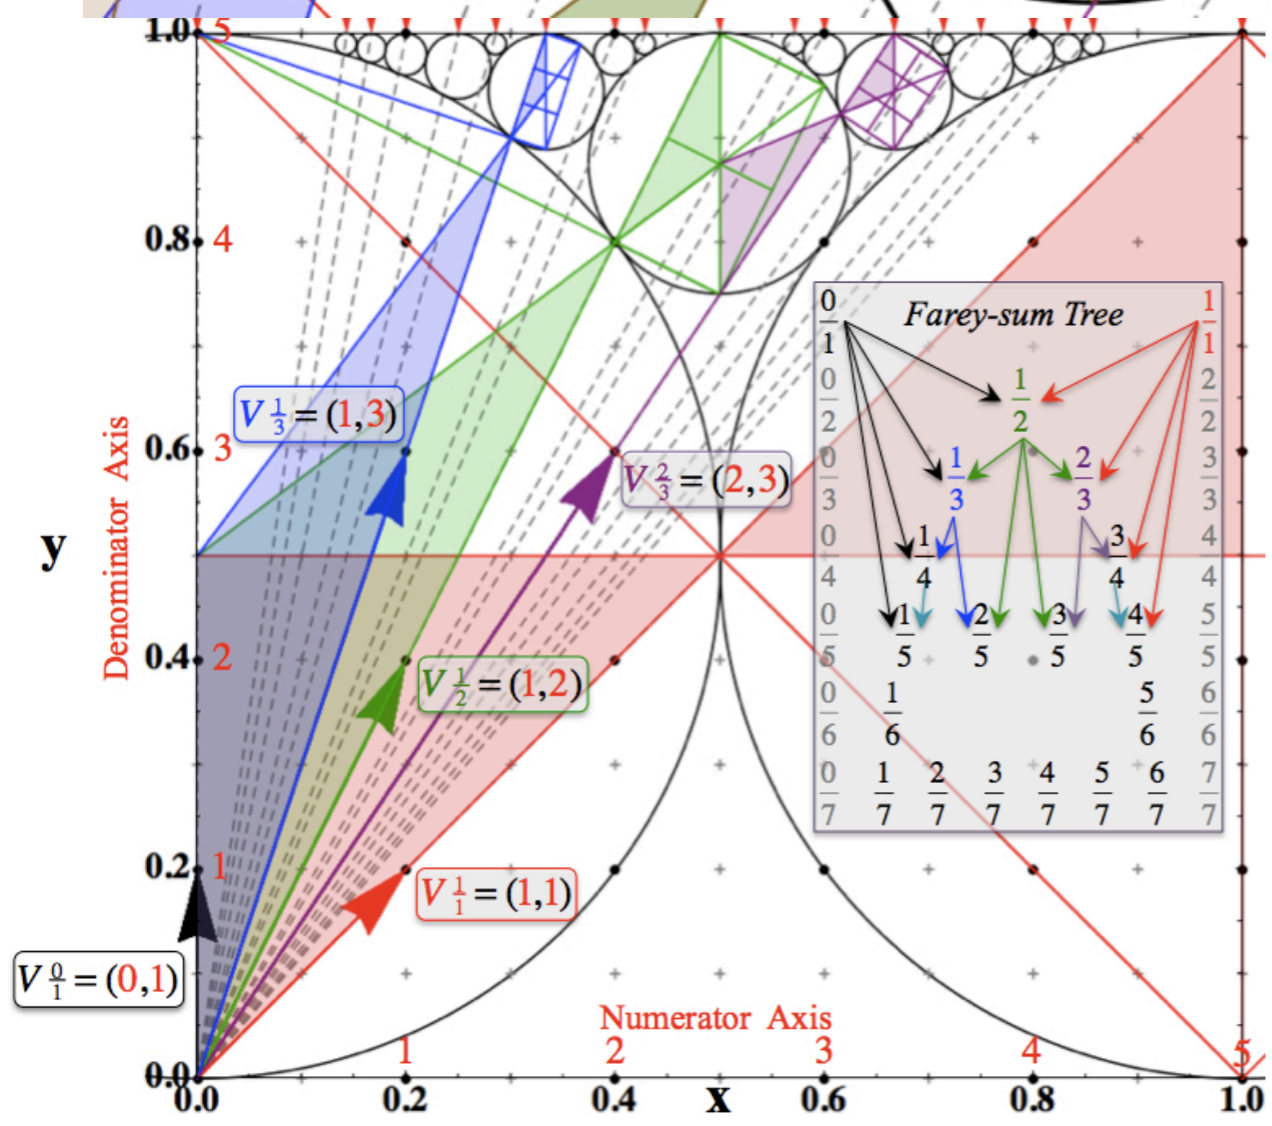 1.0
5
0.8
4
V 1/3 = (1,3)
0.6
3
V 2/3 = (2,3)
y
Denominator Axis
0.4
2
V 1/2 = (1,2)
0.2
1
V 1/1 = (1,1)
V 0/1 = (0,1)
Numerator Axis
1 2 3 4 5
0.0
0.0 0.2 0.4 x 0.6 0.8 1.0
Farey-sum Tree
0/1 1/1
0/2 1/2 2/2
0/3 1/3 2/3 3/3
0/4 1/4 3/4 4/4
0/5 1/5 2/5 3/5 4/5 5/5
0/6 1/6 5/6 6/6
0/7 1/7 2/7 3/7 4/7 5/7 6/7 7/7